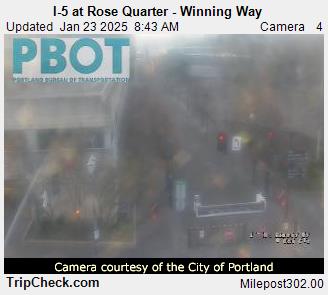 I-5 at Rose Quarter - Winning Way
Updated Jan 23 2025 8:43 AM Camera 4
PBOT
PORTLAND BUREAU OF TRANSPORTATION
Camera courtesy of the City of Portland
TripCheck.com Milepost302.00